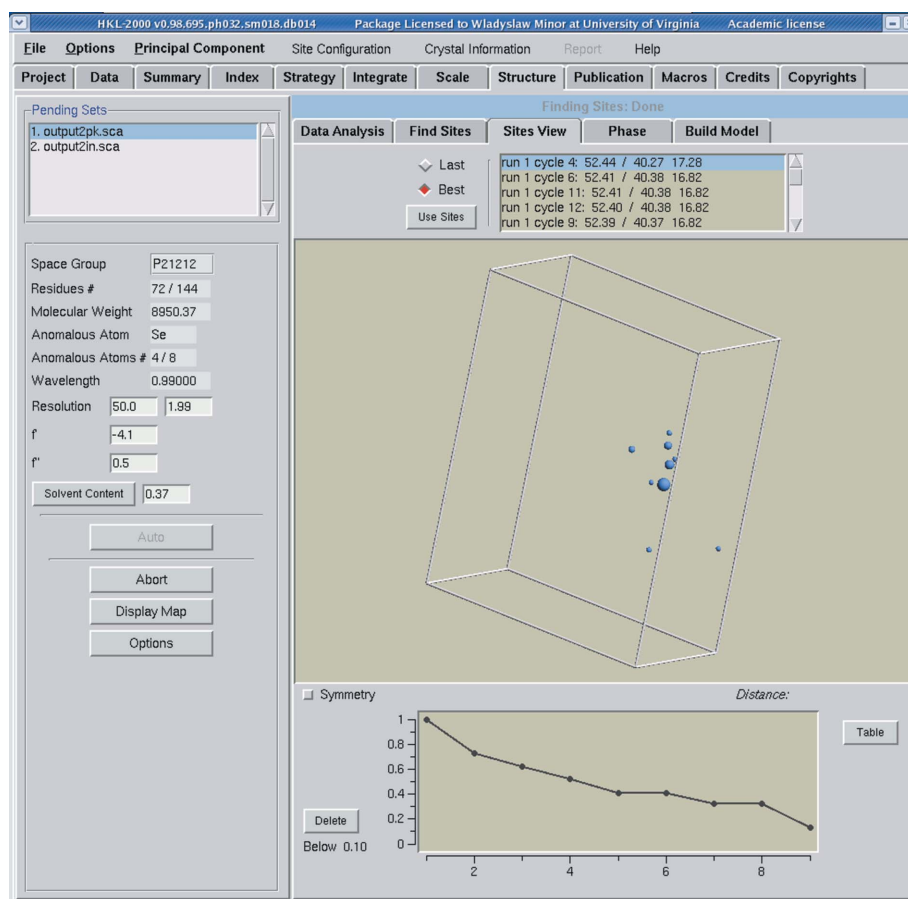 HKL-2000 v0.98.695.ph032.sm018.db014 Package Licensed to Wladyslaw Minor at University of Virginia Academic license
File Options Principal Component Site Configuration Crystal Information Report Help
Project Data Summary Index Strategy Integrate Scale Structure Publication Macros Credits Copyrights
Pending Sets
1. output2pk.sca
2. output2in.sca
Space Group P21212
Residues # 72 / 144
Molecular Weight 8950.37
Anomalous Atom Se
Anomalous Atoms # 4 / 8
Wavelength 0.99000
Resolution 50.0 1.99
f' -4.1
f" 0.5
Solvent Content 0.37
Auto
Abort
Display Map
Options
Finding Sites: Done
Data Analysis Find Sites Sites View Phase Build Model
Last
Best
Use Sites
run 1 cycle 4: 52.44 / 40.27 17.28
run 1 cycle 6: 52.41 / 40.38 16.82
run 1 cycle 11: 52.41 / 40.38 16.82
run 1 cycle 12: 52.40 / 40.38 16.82
run 1 cycle 9: 52.39 / 40.37 16.82
Symmetry Distance:
1
0.8
0.6
0.4
0.2
0
2 4 6 8
Table
Delete
Below 0.10